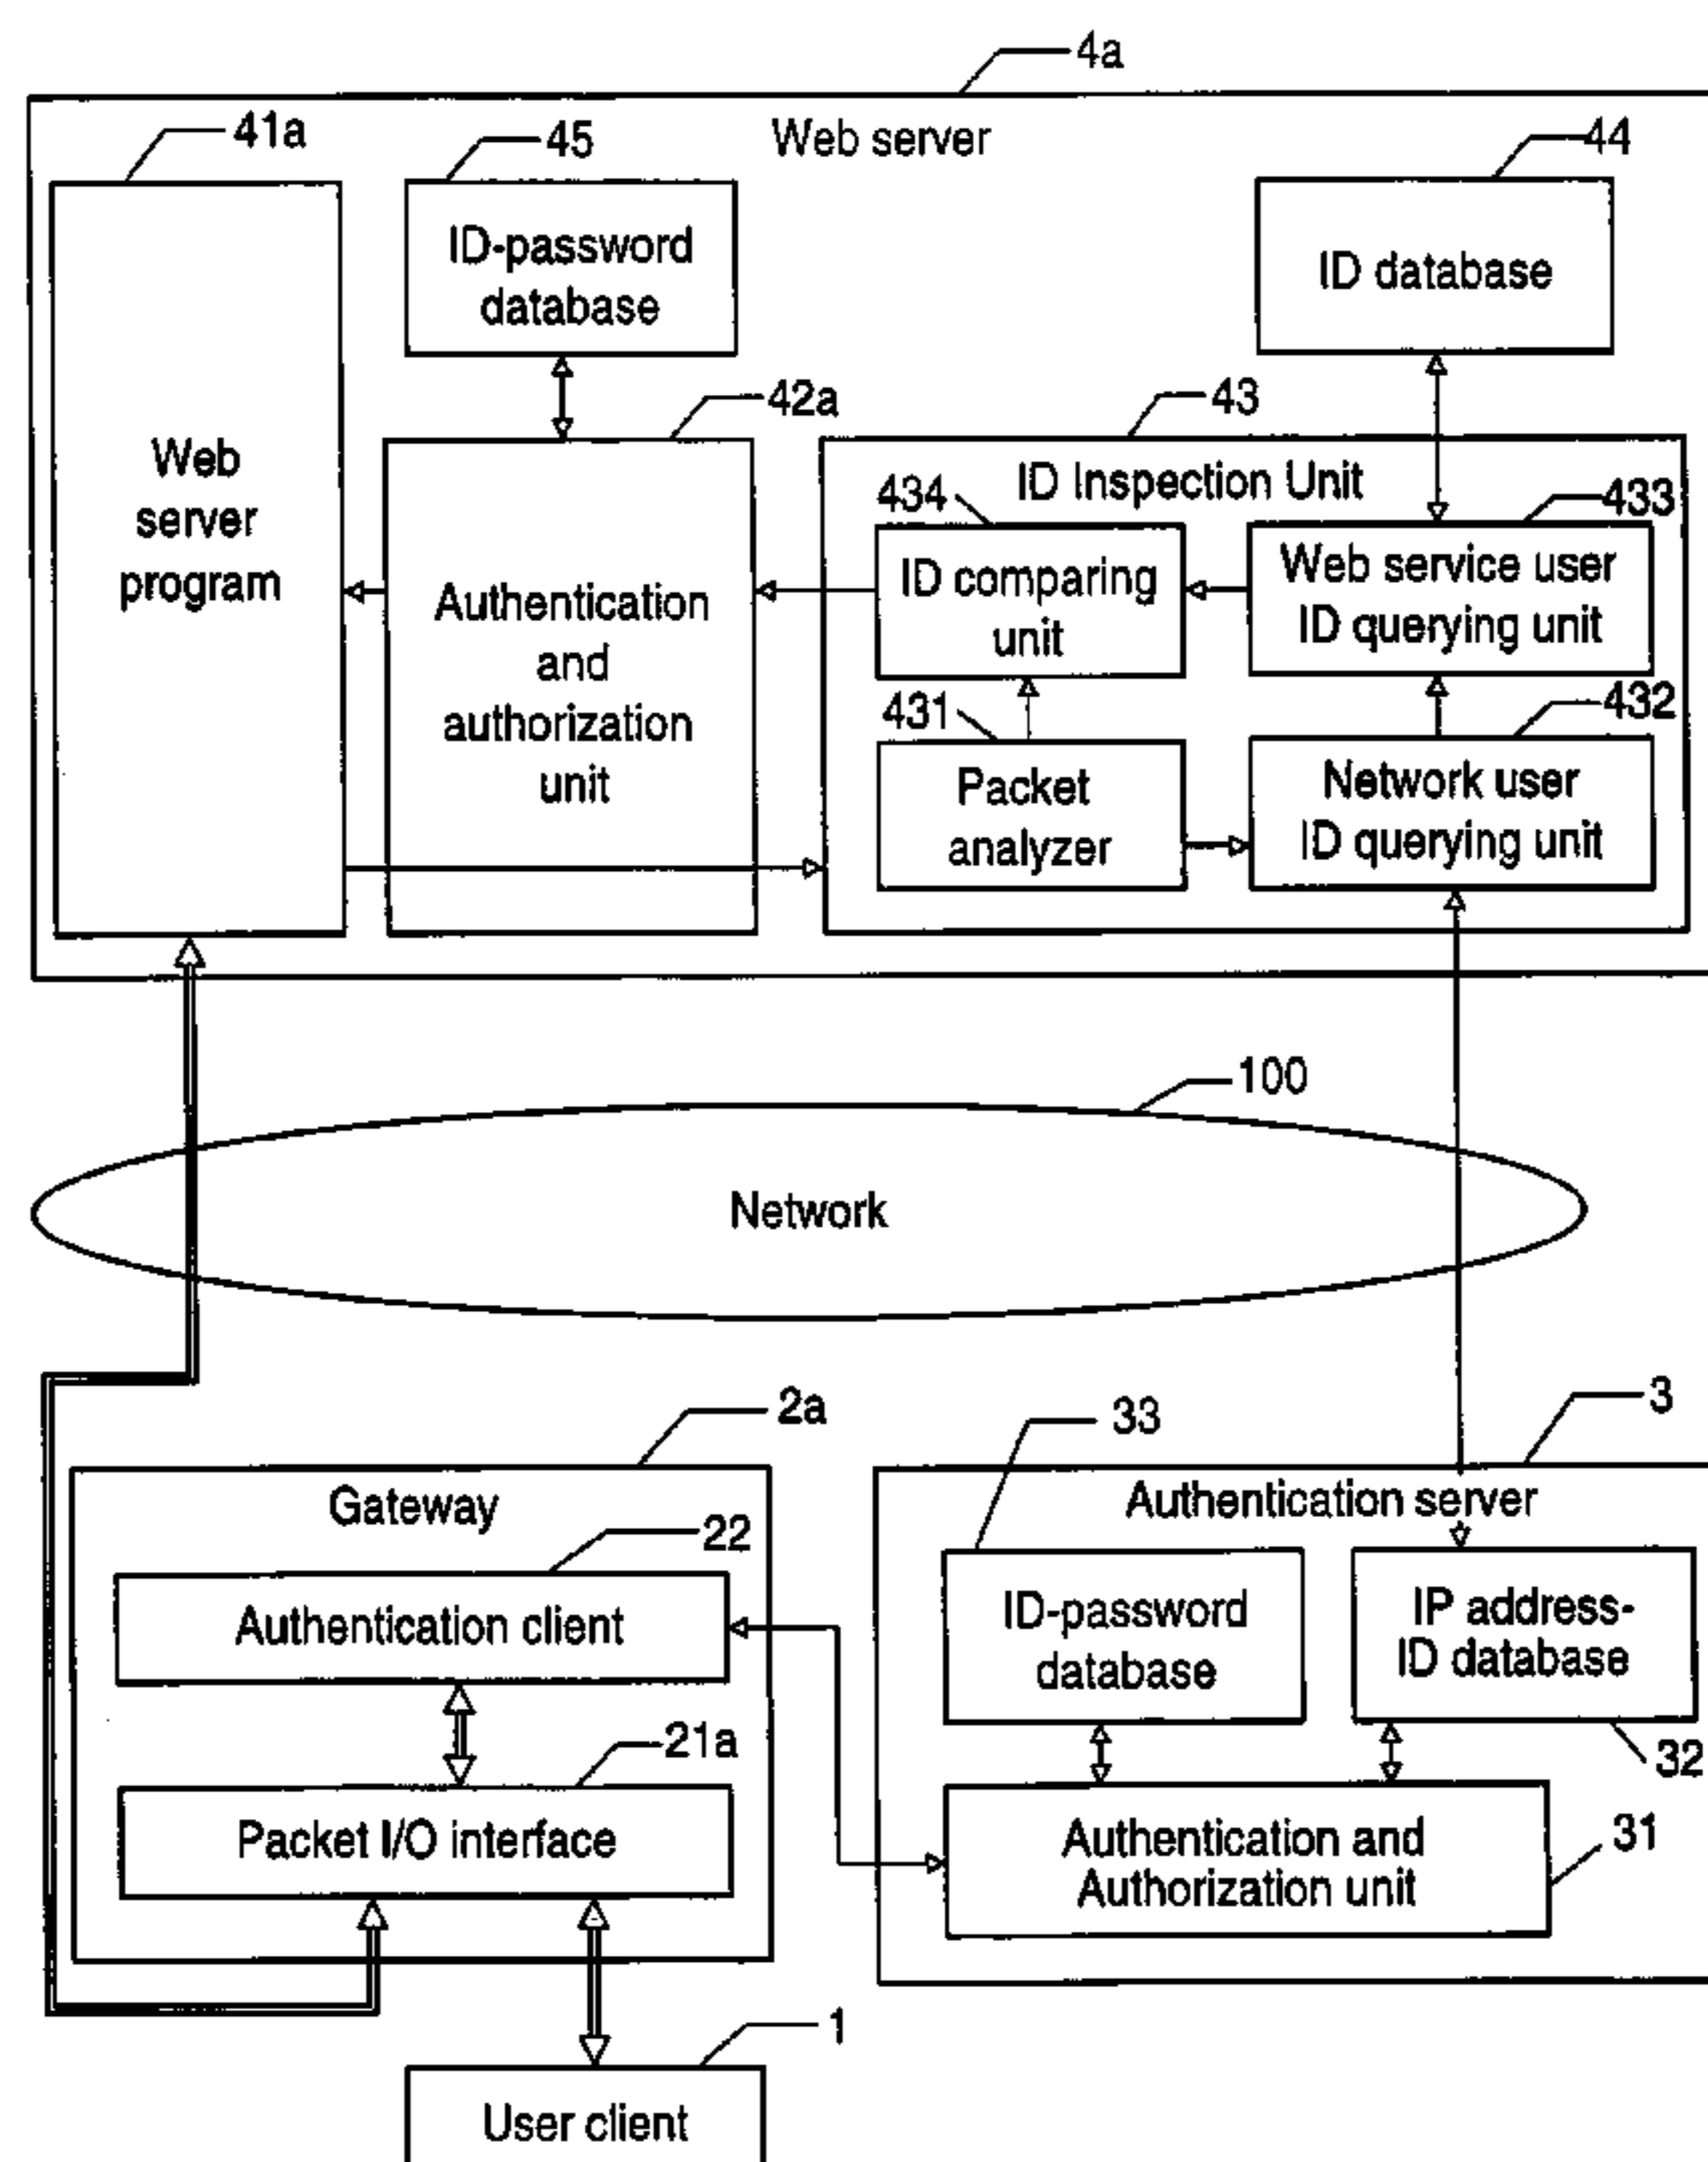 4a
Web server
41a
45
44
ID-password
database
ID database
42a
43
Web
server
program
Authentication
and
authorization
unit
ID Inspection Unit
434
433
ID comparing
unit
Web service user
ID querying unit
431
432
Packet
analyzer
Network user
ID querying unit
100
Network
2a
Gateway
22
Authentication client
21a
Packet I/O interface
3
33
Authentication server
ID-password
database
IP address-
ID database
32
Authentication and
Authorization unit
31
1
User client